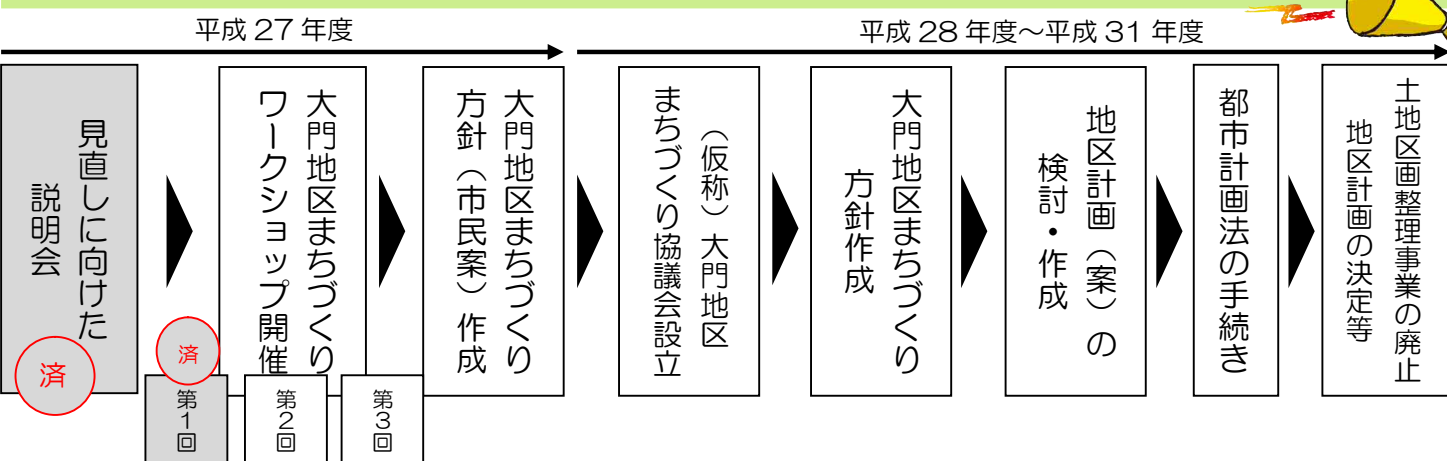 平成27年度
平成28年度～平成31年度
見直しに向けた
説明会
済
大門地区まちづくり
ワークショップ開催
済
第1回
第2回
第3回
大門地区まちづくり
方針（市民案）作成
（仮称）大門地区
まちづくり協議会設立
大門地区まちづくり
方針作成
地区計画（案）の
検討・作成
都市計画法の手続き
土地区画整理事業の廃止
地区計画の決定等